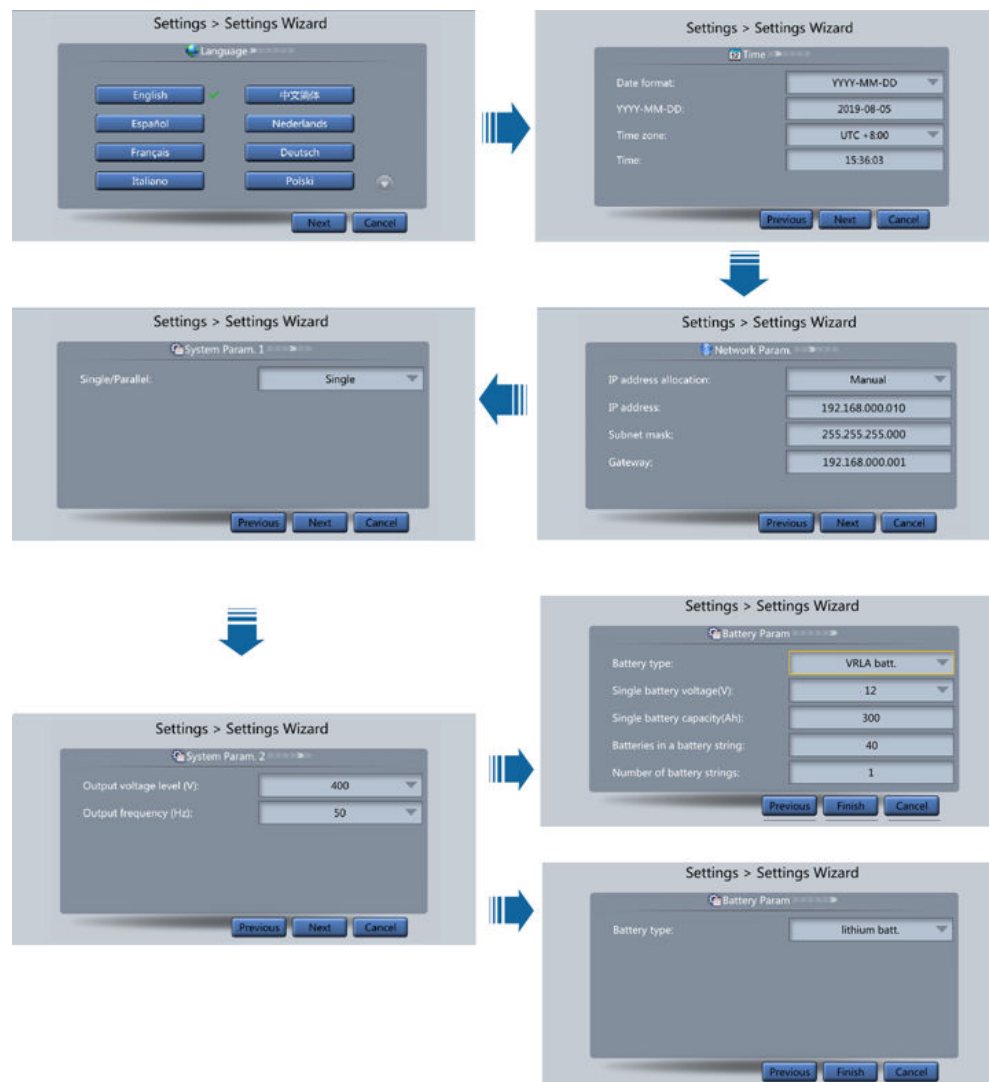 Settings > Settings Wizard
Language
English 中文简体
Español Nederlands
Français Deutsch
Italiano Polski
Next Cancel
Settings > Settings Wizard
Time
Date format: YYYY-MM-DD
YYYY-MM-DD: 2019-08-05
Time zone: UTC +8:00
Time: 15:36:03
Previous Next Cancel
Settings > Settings Wizard
Network Param.
IP address allocation: Manual
IP address: 192.168.000.010
Subnet mask: 255.255.255.000
Gateway: 192.168.000.001
Previous Next Cancel
Settings > Settings Wizard
System Param. 1
Single/Parallel: Single
Previous Next Cancel
Settings > Settings Wizard
System Param. 2
Output voltage level (V): 400
Output frequency (Hz): 50
Previous Next Cancel
Settings > Settings Wizard
Battery Param
Battery type: VRLA batt.
Single battery voltage(V): 12
Single battery capacity(Ah): 300
Batteries in a battery string: 40
Number of battery strings: 1
Previous Finish Cancel
Settings > Settings Wizard
Battery Param
Battery type: lithium batt.
Previous Finish Cancel